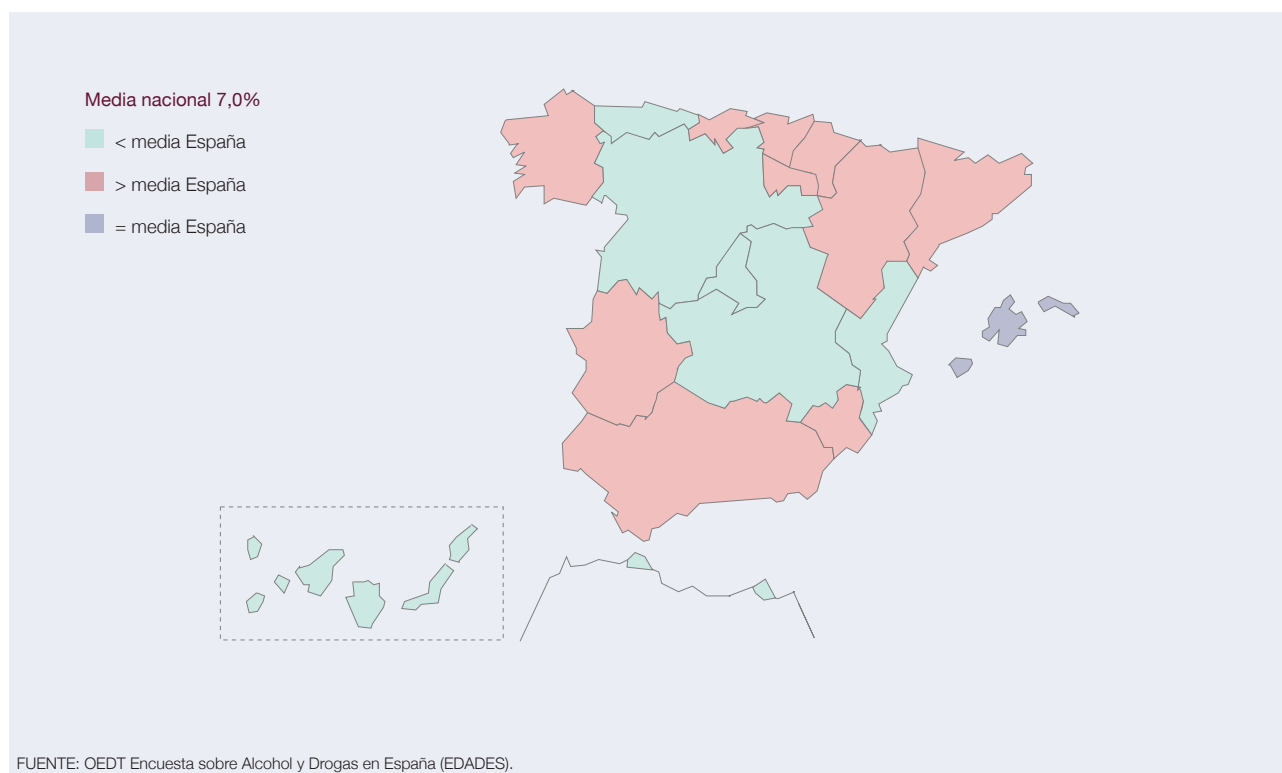 Media nacional 7,0%
< media España
> media España
= media España
FUENTE: OEDT Encuesta sobre Alcohol y Drogas en España (EDADES).